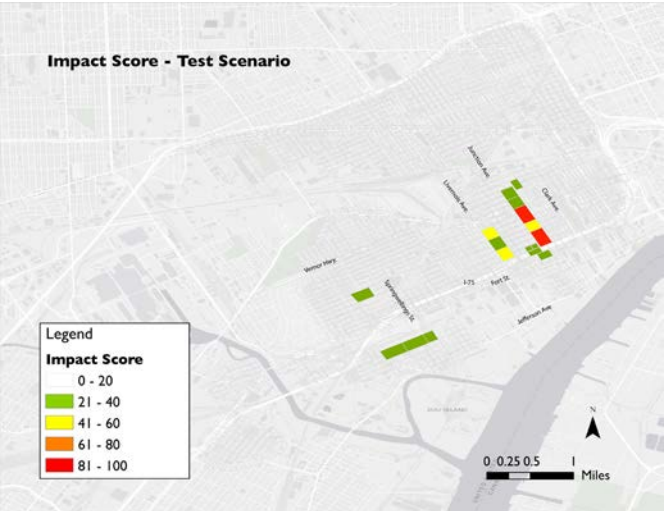 Impact Score - Test Scenario
Junction Ave.
Livernois Ave.
Clark Ave.
Vernor Hwy.
Springwells St.
I-75
Fort St.
Jefferson Ave.
ZUG ISLAND
Legend
Impact Score
0 - 20
21 - 40
41 - 60
61 - 80
81 - 100
N
0 0.25 0.5 1
Miles